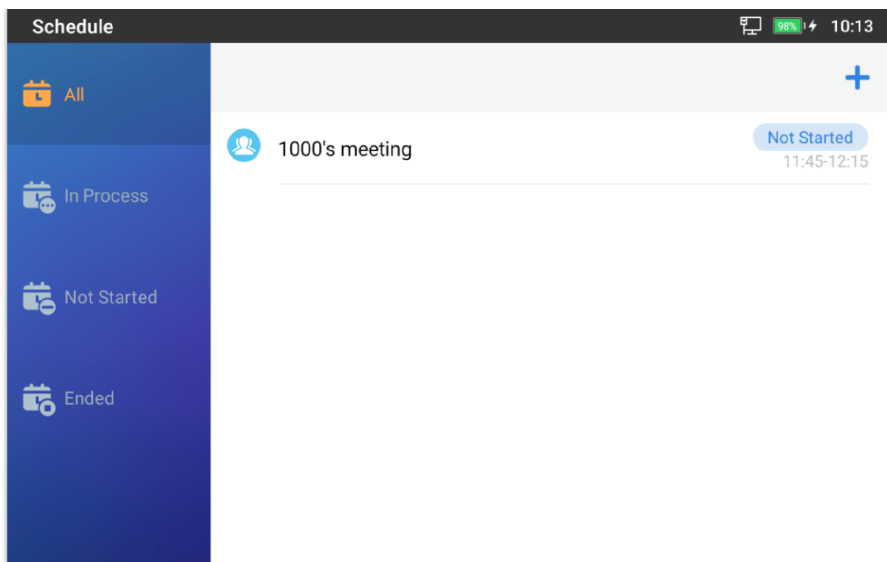 Schedule
98%
10:13
All
In Process
Not Started
Ended
1000's meeting
Not Started
11:45-12:15